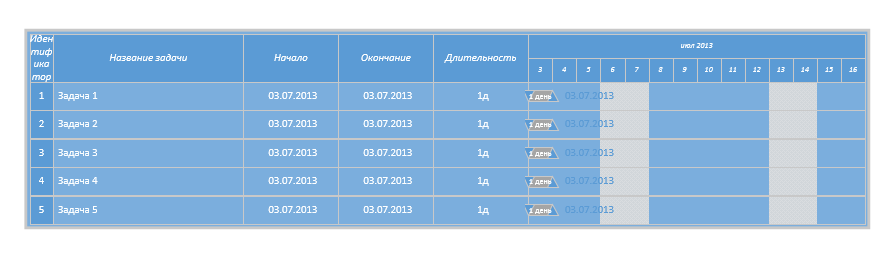 Иден
тиф
ика
тор
Название задачи
Начало
Окончание
Длительность
июл 2013
3 4 5 6 7 8 9 10 11 12 13 14 15 16
1 Задача 1 03.07.2013 03.07.2013 1д 1 день 03.07.2013
2 Задача 2 03.07.2013 03.07.2013 1д 1 день 03.07.2013
3 Задача 3 03.07.2013 03.07.2013 1д 1 день 03.07.2013
4 Задача 4 03.07.2013 03.07.2013 1д 1 день 03.07.2013
5 Задача 5 03.07.2013 03.07.2013 1д 1 день 03.07.2013